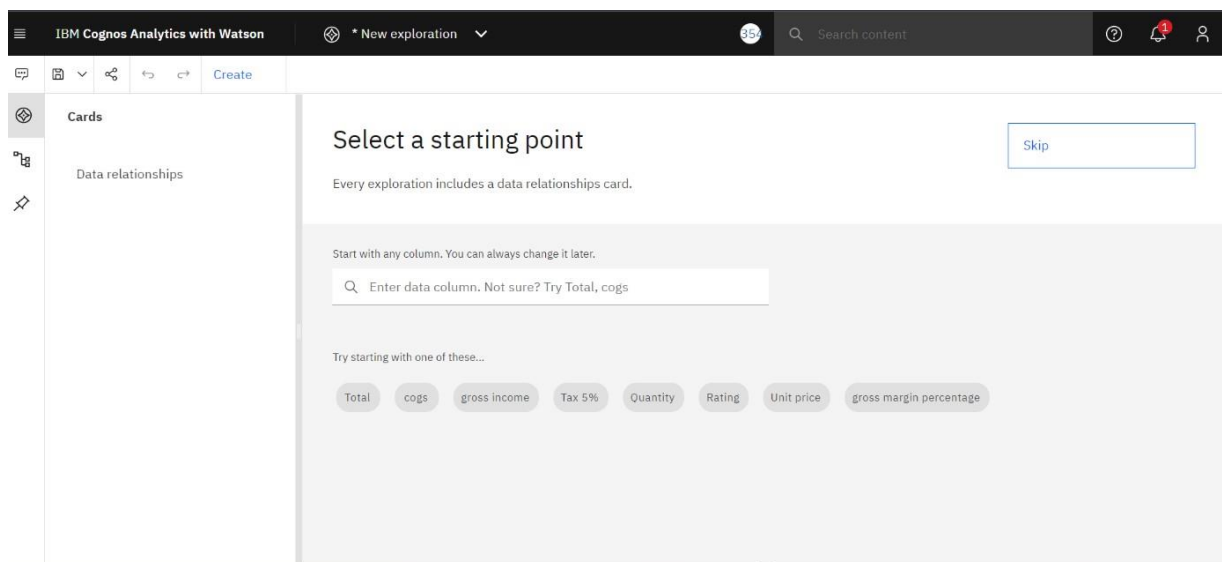 IBM Cognos Analytics with Watson
* New exploration
354
Search content
1
Create
Cards
Data relationships
Select a starting point
Skip
Every exploration includes a data relationships card.
Start with any column. You can always change it later.
Enter data column. Not sure? Try Total, cogs
Try starting with one of these...
Total cogs gross income Tax 5% Quantity Rating Unit price gross margin percentage